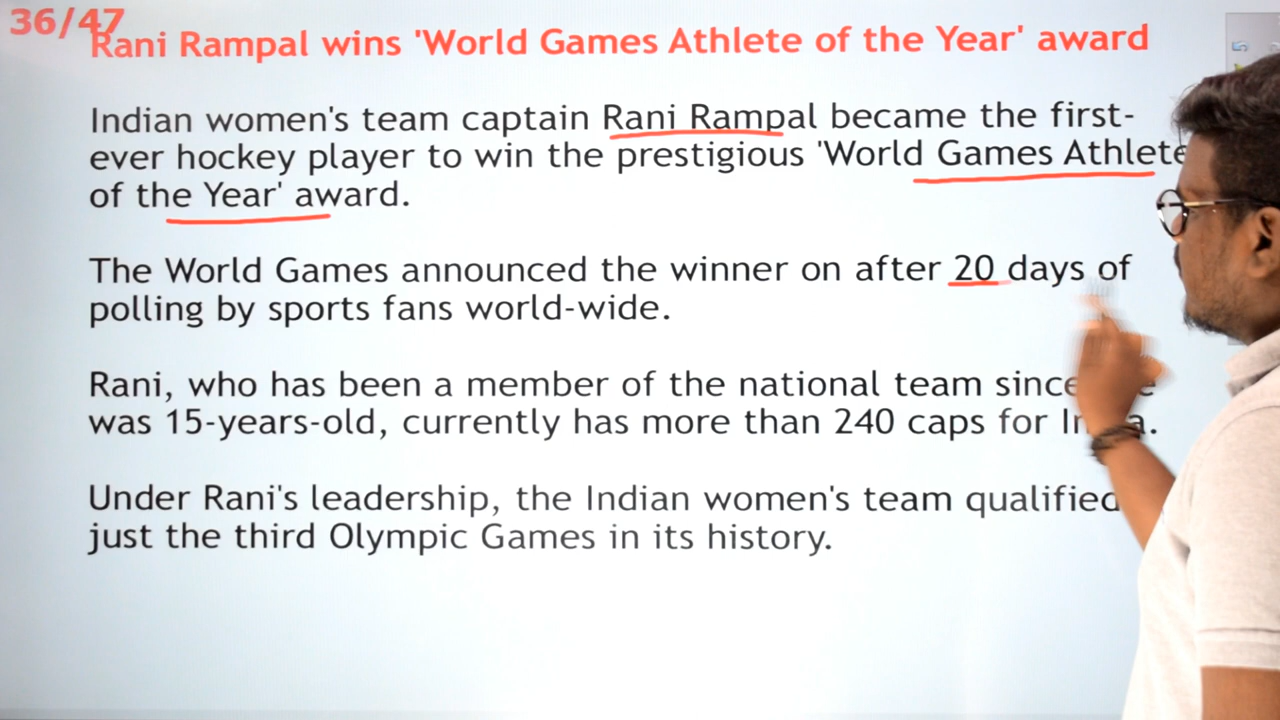 36/47
Rani Rampal wins 'World Games Athlete of the Year' award
Indian women's team captain Rani Rampal became the first-
ever hockey player to win the prestigious 'World Games Athlete
of the Year' award.
The World Games announced the winner on after 20 days of
polling by sports fans world-wide.
Rani, who has been a member of the national team since
was 15-years-old, currently has more than 240 caps for
Under Rani's leadership, the Indian women's team qualified
just the third Olympic Games in its history.